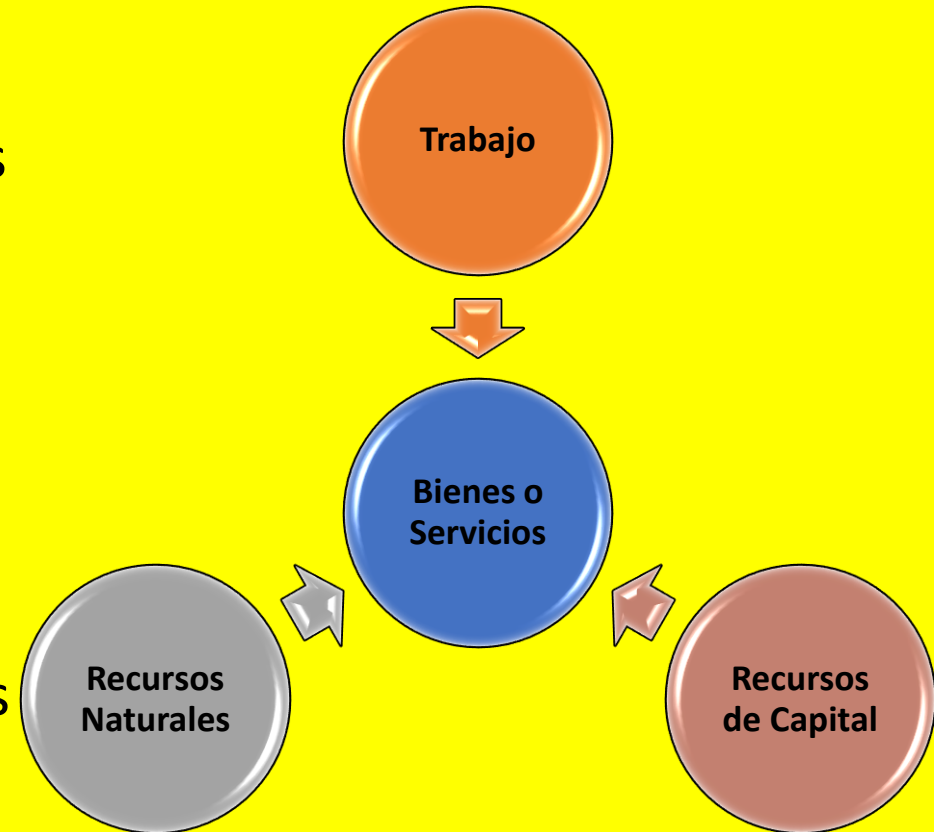 Trabajo
s
Bienes o
Servicios
s
Recursos
Naturales
Recursos
de Capital